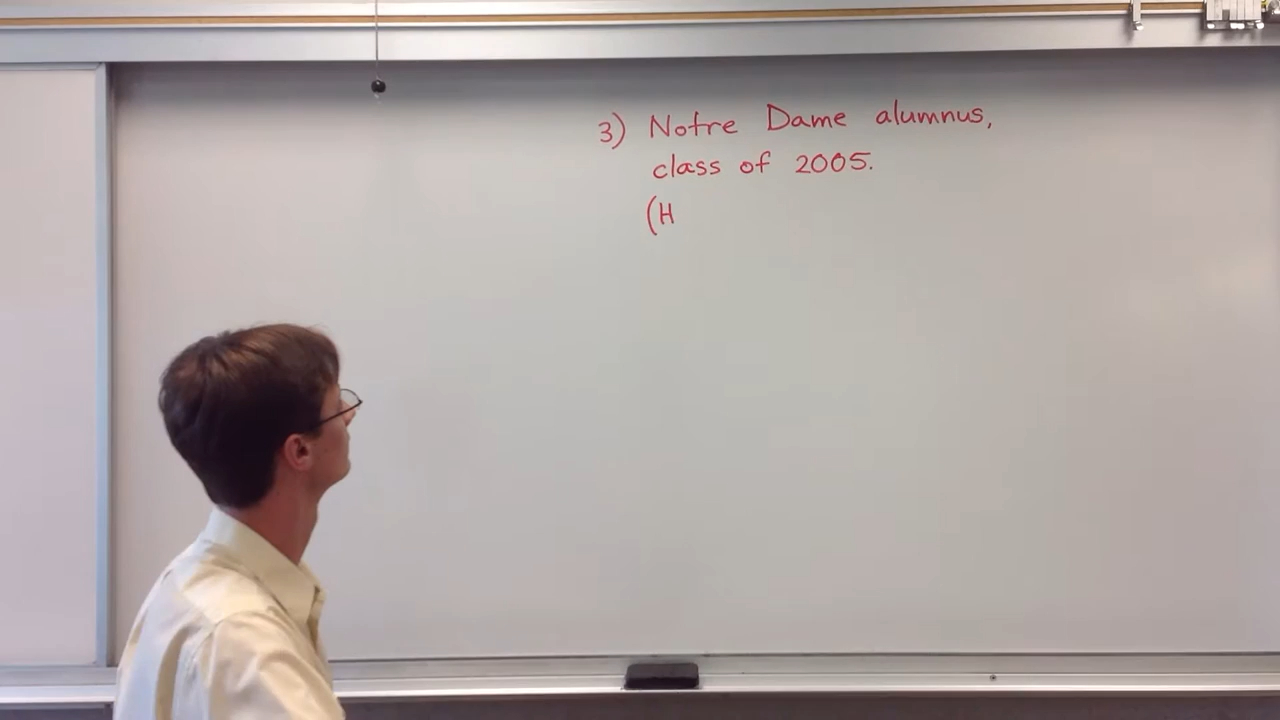 3) Notre Dame alumnus,
class of 2005.
(H